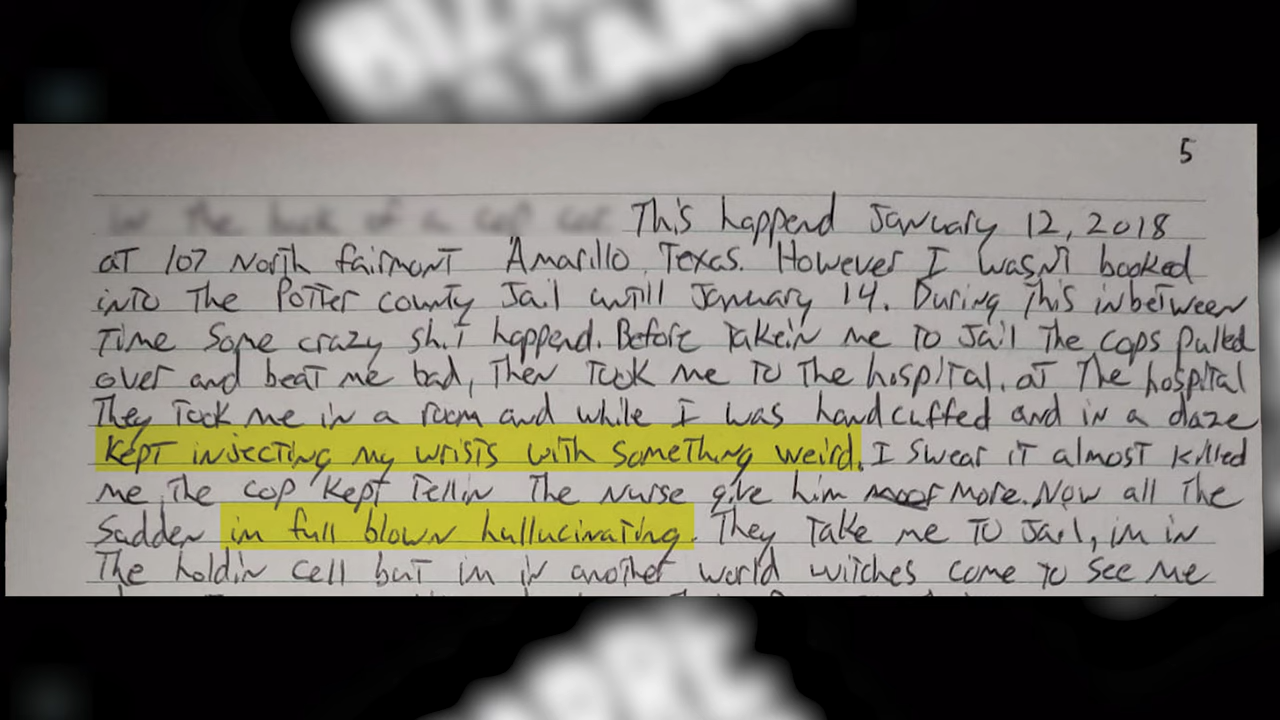 5
This happend January 12, 2018
at 107 North fairmont Amarillo, Texas. However I wasnt booked
into the Potter county Jail untill January 14. During this inbetween
time some crazy shit happend. Before takein me to Jail the cops pulled
over and beat me bad, then took me to the hospital. at the hospital
they took me in a room and while I was handcuffed and in a daze
kept injecting my wrists with something weird. I swear it almost killed
me the cop kept tellin the nurse give him more. Now all the
sudden im full blown hallucinating. They take me to Jail, im in
the holdin cell but im in another world witches come to see me